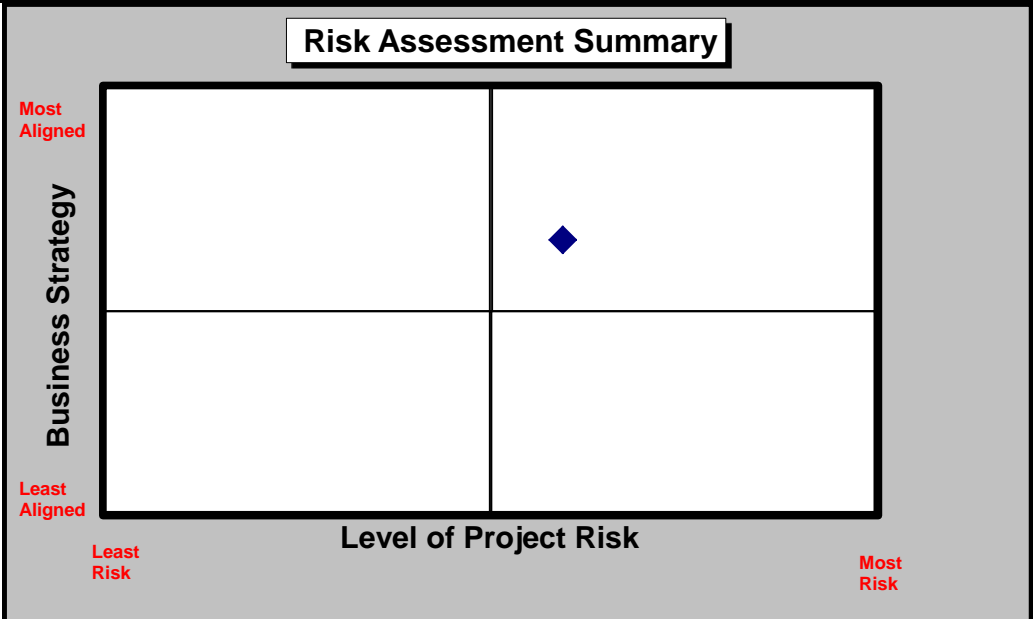 Risk Assessment Summary
Most
Aligned
Business Strategy
Least
Aligned
Level of Project Risk
Least
Risk
Most
Risk